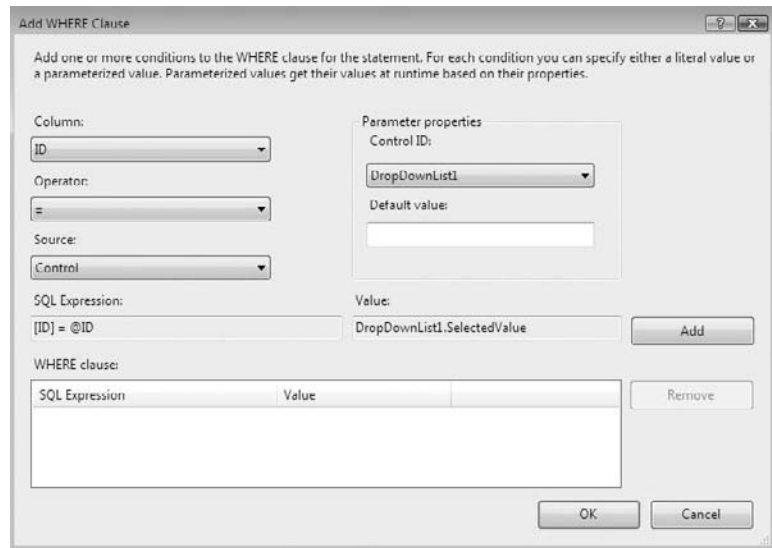 Add WHERE Clause
Add one or more conditions to the WHERE clause for the statement. For each condition you can specify either a literal value or
a parameterized value. Parameterized values get their values at runtime based on their properties.
Column:
ID
Operator:
=
Source:
Control
Parameter properties
Control ID:
DropDownList1
Default value:
SQL Expression:
[ID] = @ID
Value:
DropDownList1.SelectedValue
Add
WHERE clause:
SQL Expression Value
Remove
OK Cancel